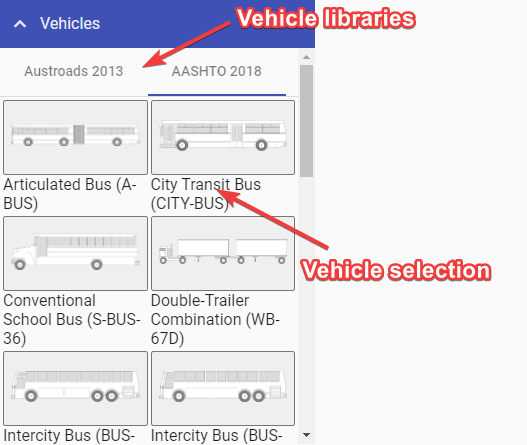 Vehicles
Vehicle libraries
Austroads 2013
AASHTO 2018
Articulated Bus (A-
BUS)
City Transit Bus
(CITY-BUS)
Vehicle selection
Conventional
School Bus (S-BUS-
36)
Double-Trailer
Combination (WB-
67D)
Intercity Bus (BUS-
Intercity Bus (BUS-